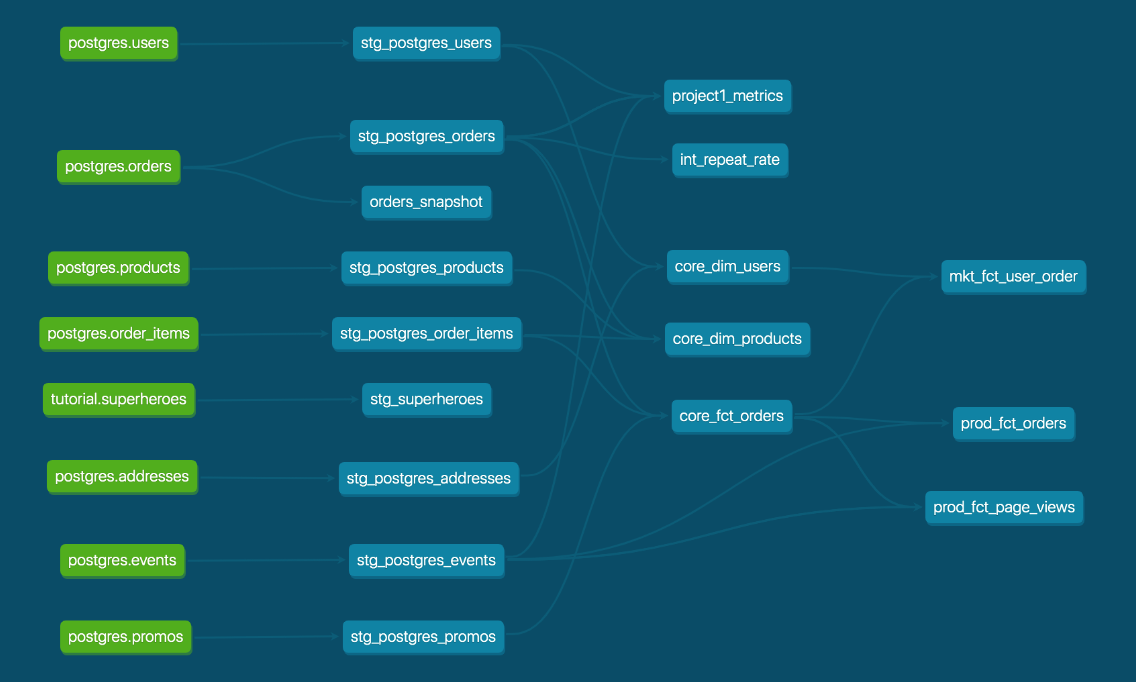 postgres.users
stg_postgres_users
project1_metrics
stg_postgres_orders
int_repeat_rate
postgres.orders
orders_snapshot
postgres.products
stg_postgres_products
core_dim_users
mkt_fct_user_order
postgres.order_items
stg_postgres_order_items
core_dim_products
tutorial.superheroes
stg_superheroes
core_fct_orders
prod_fct_orders
postgres.addresses
stg_postgres_addresses
prod_fct_page_views
postgres.events
stg_postgres_events
postgres.promos
stg_postgres_promos